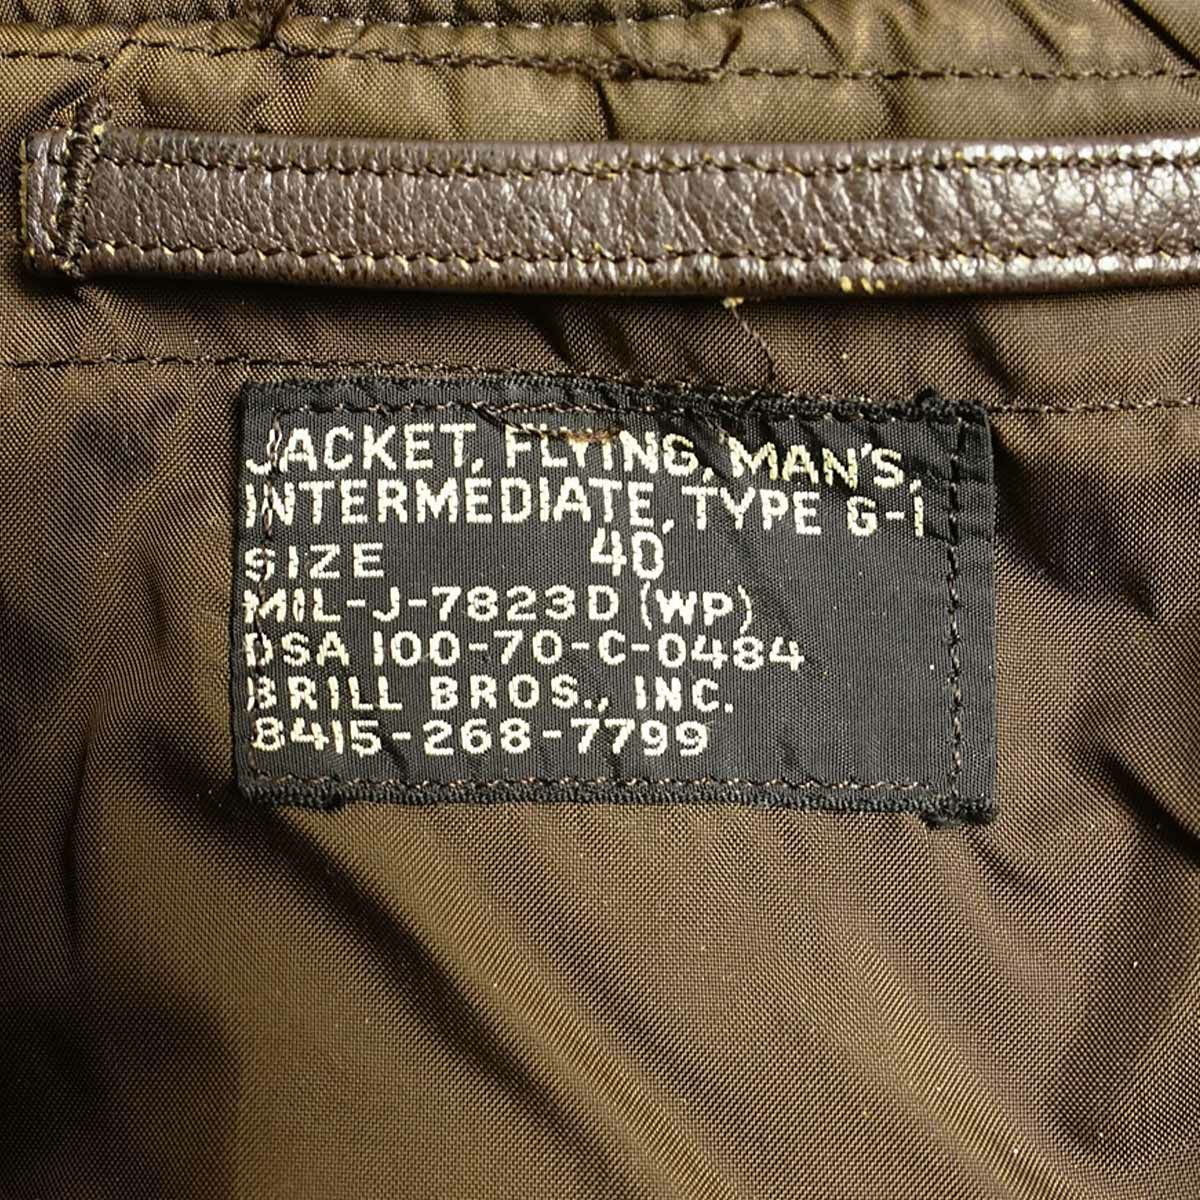 JACKET, FLYING, MAN'S,
INTERMEDIATE, TYPE G-1
SIZE 40
MIL-J-7823D (WP)
DSA 100-70-C-0484
BRILL BROS., INC.
8415-268-7799